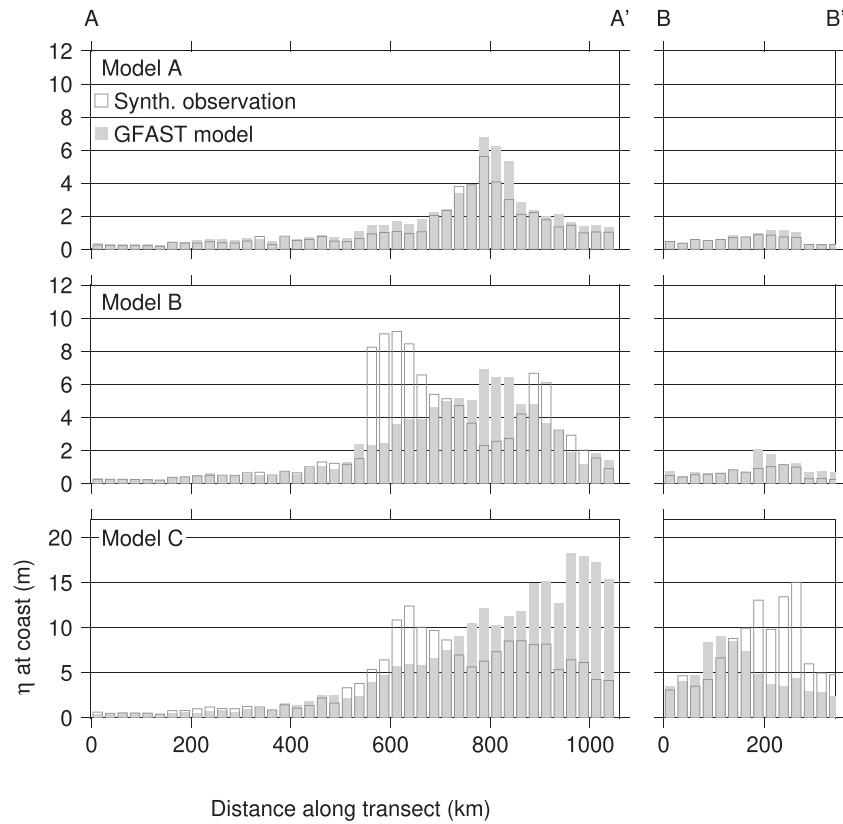 A A’ B B’
12
10
8
6
4
2
0
Model A
Synth. observation
GFAST model
12
10
8
6
4
2
0
Model B
20
15
10
5
0
Model C
η at coast (m)
0 200 400 600 800 1000 0 200
Distance along transect (km)